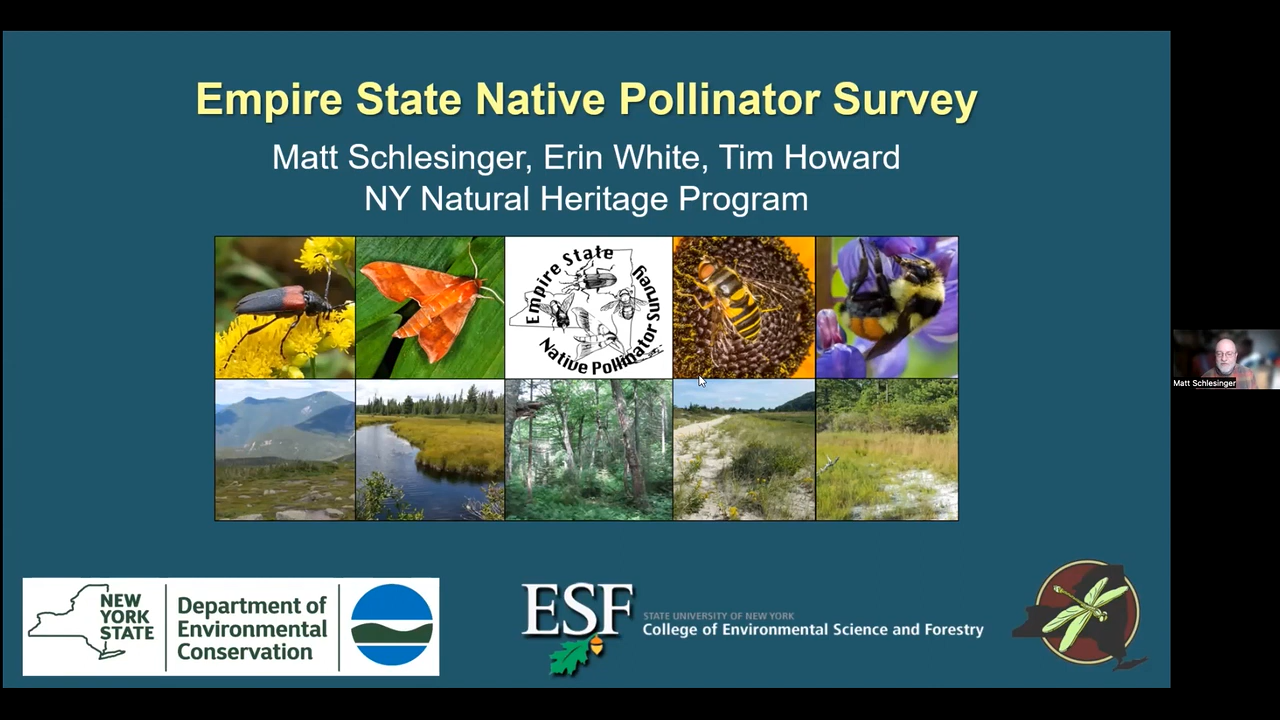 Empire State Native Pollinator Survey
Matt Schlesinger, Erin White, Tim Howard
NY Natural Heritage Program
Empire State
Native Pollinator Survey
NEW
YORK
STATE
Department of
Environmental
Conservation
ESF
STATE UNIVERSITY OF NEW YORK
College of Environmental Science and Forestry
Matt Schlesinger